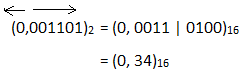 (0,001101)₂ = (0, 0011 | 0100)₁₆
= (0, 34)₁₆